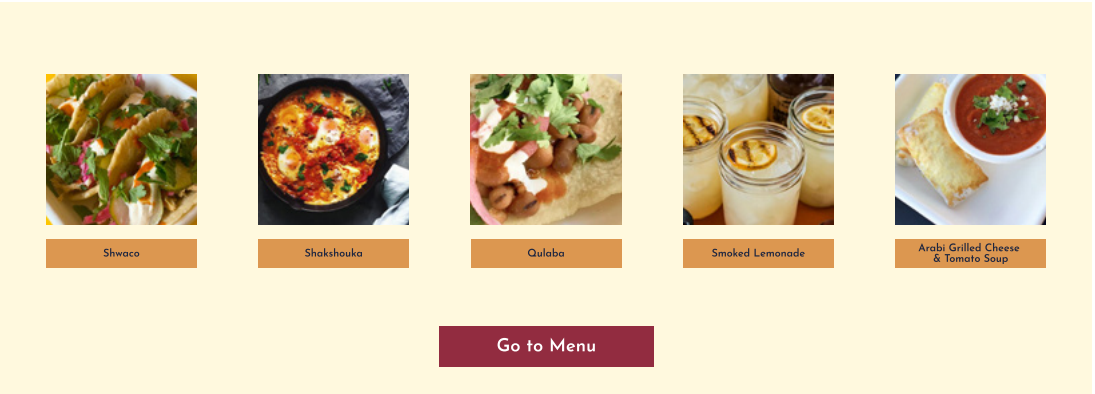 Shwaco
Shakshouka
Qulaba
Smoked Lemonade
Arabi Grilled Cheese
& Tomato Soup
Go to Menu